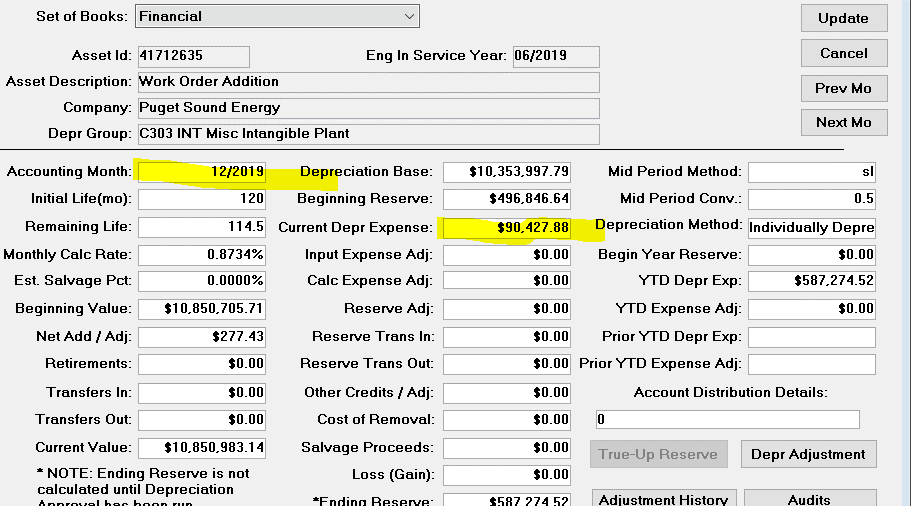 Set of Books: Financial Update
Asset Id: 41712635 Eng In Service Year: 06/2019 Cancel
Asset Description: Work Order Addition
Prev Mo
Company: Puget Sound Energy
Next Mo
Depr Group: C303 INT Misc Intangible Plant
Accounting Month: 12/2019 Depreciation Base: $10,353,997.79 Mid Period Method: sl
Initial Life(mo): 120 Beginning Reserve: $496,846.64 Mid Period Conv.: 0.5
Remaining Life: 114.5 Current Depr Expense: $90,427.88 Depreciation Method: Individually Depre
Monthly Calc Rate: 0.8734% Input Expense Adj: $0.00 Begin Year Reserve: $0.00
Est. Salvage Pct: 0.0000% Calc Expense Adj: $0.00 YTD Depr Exp: $587,274.52
Beginning Value: $10,850,705.71 Reserve Adj: $0.00 YTD Expense Adj: $0.00
Net Add / Adj: $277.43 Reserve Trans In: $0.00 Prior YTD Depr Exp:
Retirements: $0.00 Reserve Trans Out: $0.00 Prior YTD Expense Adj:
Transfers In: $0.00 Other Credits / Adj: $0.00 Account Distribution Details:
Transfers Out: $0.00 Cost of Removal: $0.00 0
Current Value: $10,850,983.14 Salvage Proceeds: $0.00 True-Up Reserve Depr Adjustment
* NOTE: Ending Reserve is not Loss (Gain): $0.00
calculated until Depreciation
Approval has been run *Ending Reserve: $587,274.52 Adjustment History Audits